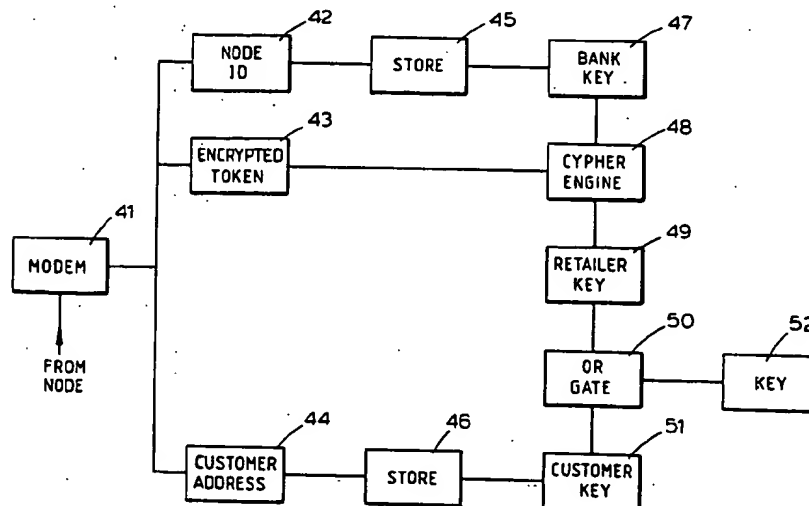 42
NODE
ID
45
STORE
47
BANK
KEY
43
ENCRYPTED
TOKEN
48
CYPHER
ENGINE
41
MODEM
FROM
NODE
49
RETAILER
KEY
50
OR
GATE
52
KEY
44
CUSTOMER
ADDRESS
46
STORE
51
CUSTOMER
KEY